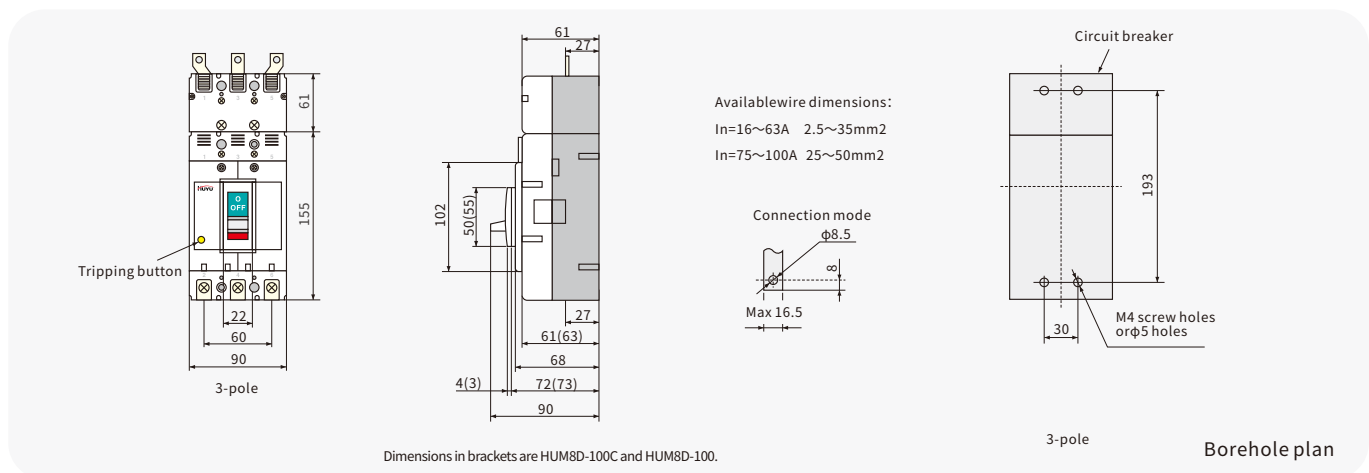 61
155
HUYU
O
OFF
Tripping button
22
60
90
3-pole
61
27
102
50(55)
27
61(63)
68
4(3)
72(73)
90
Dimensions in brackets are HUM8D-100C and HUM8D-100.
Availablewire dimensions:
In=16～63A 2.5～35mm2
In=75～100A 25～50mm2
Connection mode
φ8.5
8
Max 16.5
Circuit breaker
193
30
M4 screw holes
orφ5 holes
3-pole
Borehole plan